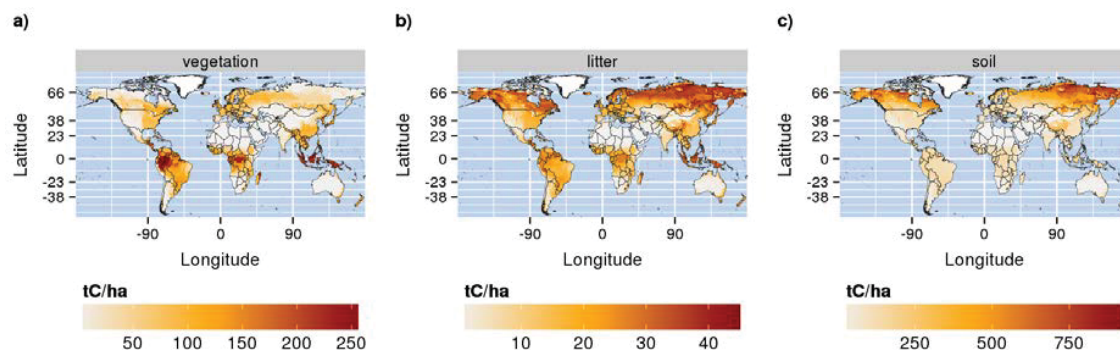 a)
vegetation
Latitude
66
38
23
0
-23
-38
-90
0
90
Longitude
tC/ha
50 100 150 200 250
b)
litter
Latitude
66
38
23
0
-23
-38
-90
0
90
Longitude
tC/ha
10 20 30 40
c)
soil
Latitude
66
38
23
0
-23
-38
-90
0
90
Longitude
tC/ha
250 500 750